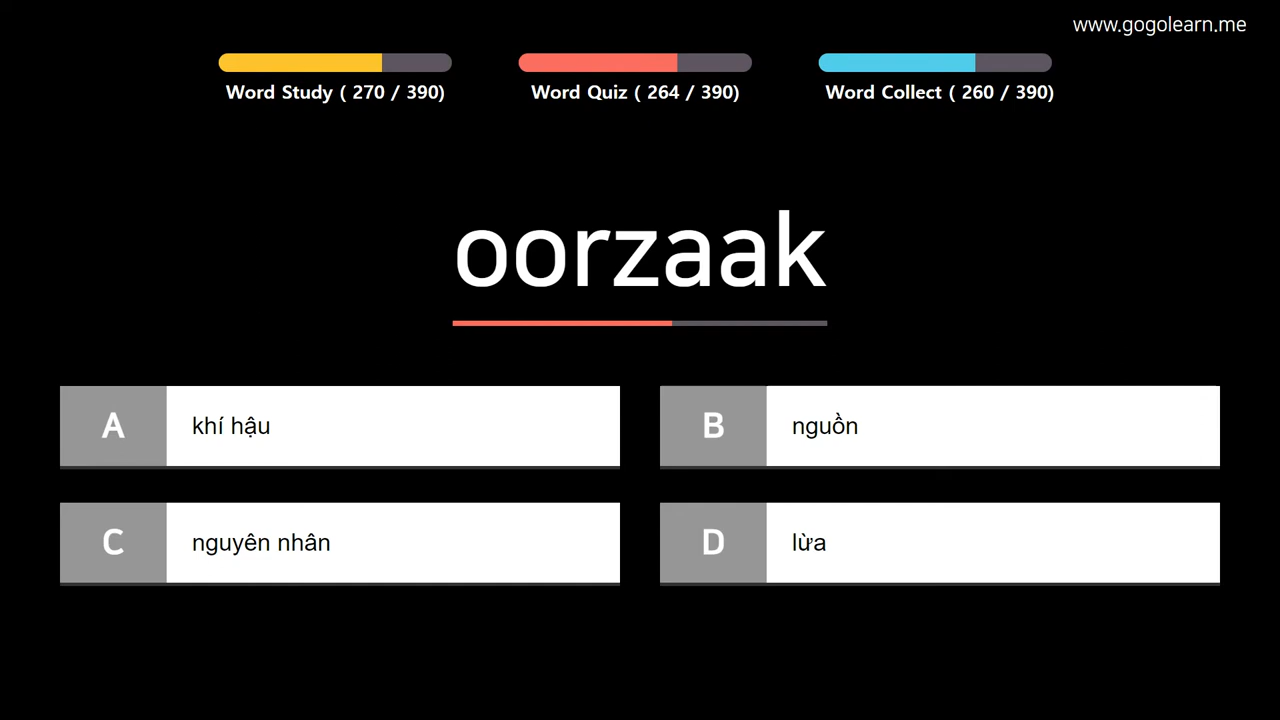 www.gogolearn.me
Word Study ( 270 / 390)
Word Quiz ( 264 / 390)
Word Collect ( 260 / 390)
oorzaak
A khí hậu
B nguồn
C nguyên nhân
D lừa